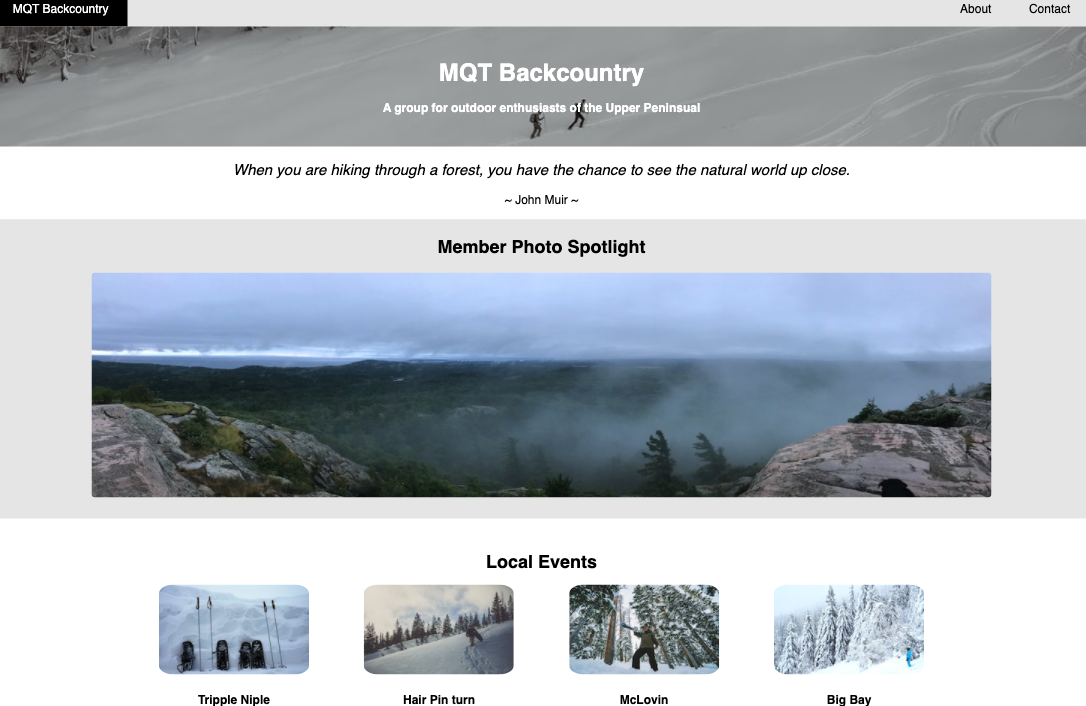 MQT Backcountry
About
Contact
MQT Backcountry
A group for outdoor enthusiasts of the Upper Peninsual
When you are hiking through a forest, you have the chance to see the natural world up close.
~ John Muir ~
Member Photo Spotlight
Local Events
Tripple Niple
Hair Pin turn
McLovin
Big Bay